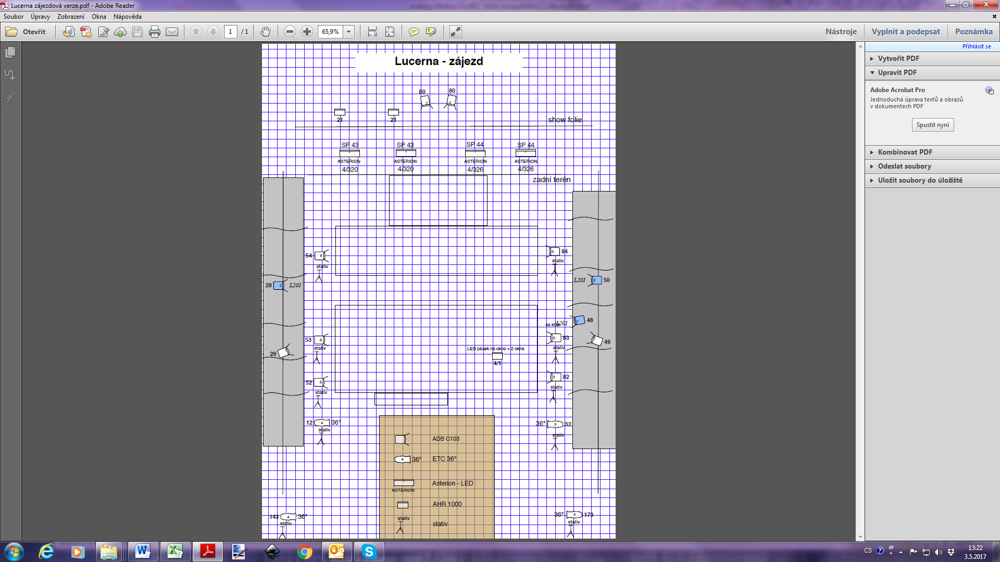 Lucerna zájezdová verze.pdf - Adobe Reader
Soubor Úpravy Zobrazení Okna Nápověda
Otevřít 1 / 1 65,9% Nástroje Vyplnit a podepsat Poznámka
Přihlásit se
Vytvořit PDF
Upravit PDF
Adobe Acrobat Pro
Jednoduchá úprava textů a obrazů
v dokumentech PDF
Spustit nyní
Kombinovat PDF
Odeslat soubory
Uložit soubory do úložiště
Lucerna - zájezd
80 80
2 2
21 21
show folie
SP 43 SP 43 SP 44 SP 44
ASTERION ASTERION ASTERION ASTERION
4/320 4/320 4/326 4/326
zadní terén
54 8 6 84
stativ stativ
28 2 L201 L201 2 50
7 48
na kříž L201
53 8 6 83 1 49
stativ stativ
29 1
LED pásek na okno + 2 okna
4/1
52 8 3 82
stativ stativ
12 4 36° 36° 3 32
stativ stativ
ADB C103
4 36° ETC 36°
ASTERION Asterion - LED
AHR 1000
stativ stativ
143 4 36° 36° 4 173
stativ stativ
CS 13:22
3.5.2017